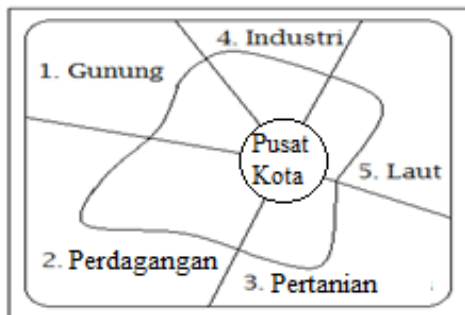 4. Industri
1. Gunung
Pusat
Kota
5. Laut
2. Perdagangan
3. Pertanian